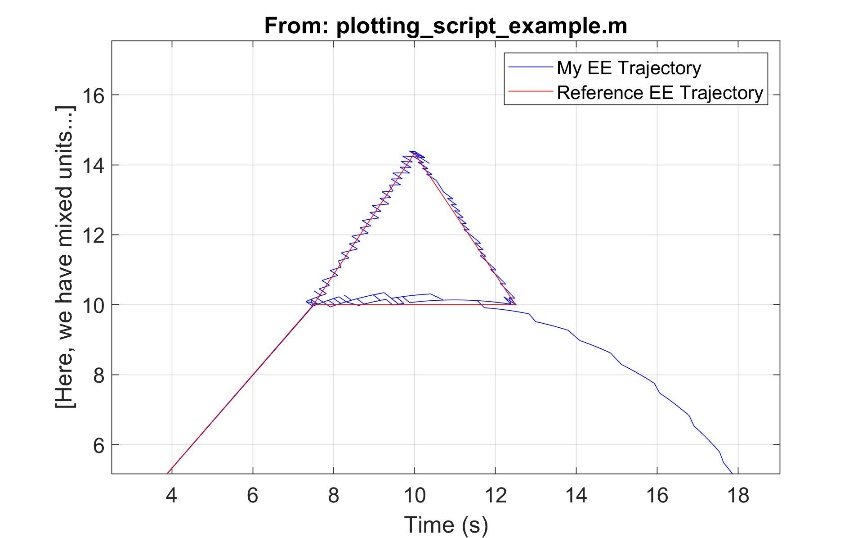 From: plotting_script_example.m
My EE Trajectory
Reference EE Trajectory
[Here, we have mixed units...]
16
14
12
10
8
6
4 6 8 10 12 14 16 18
Time (s)